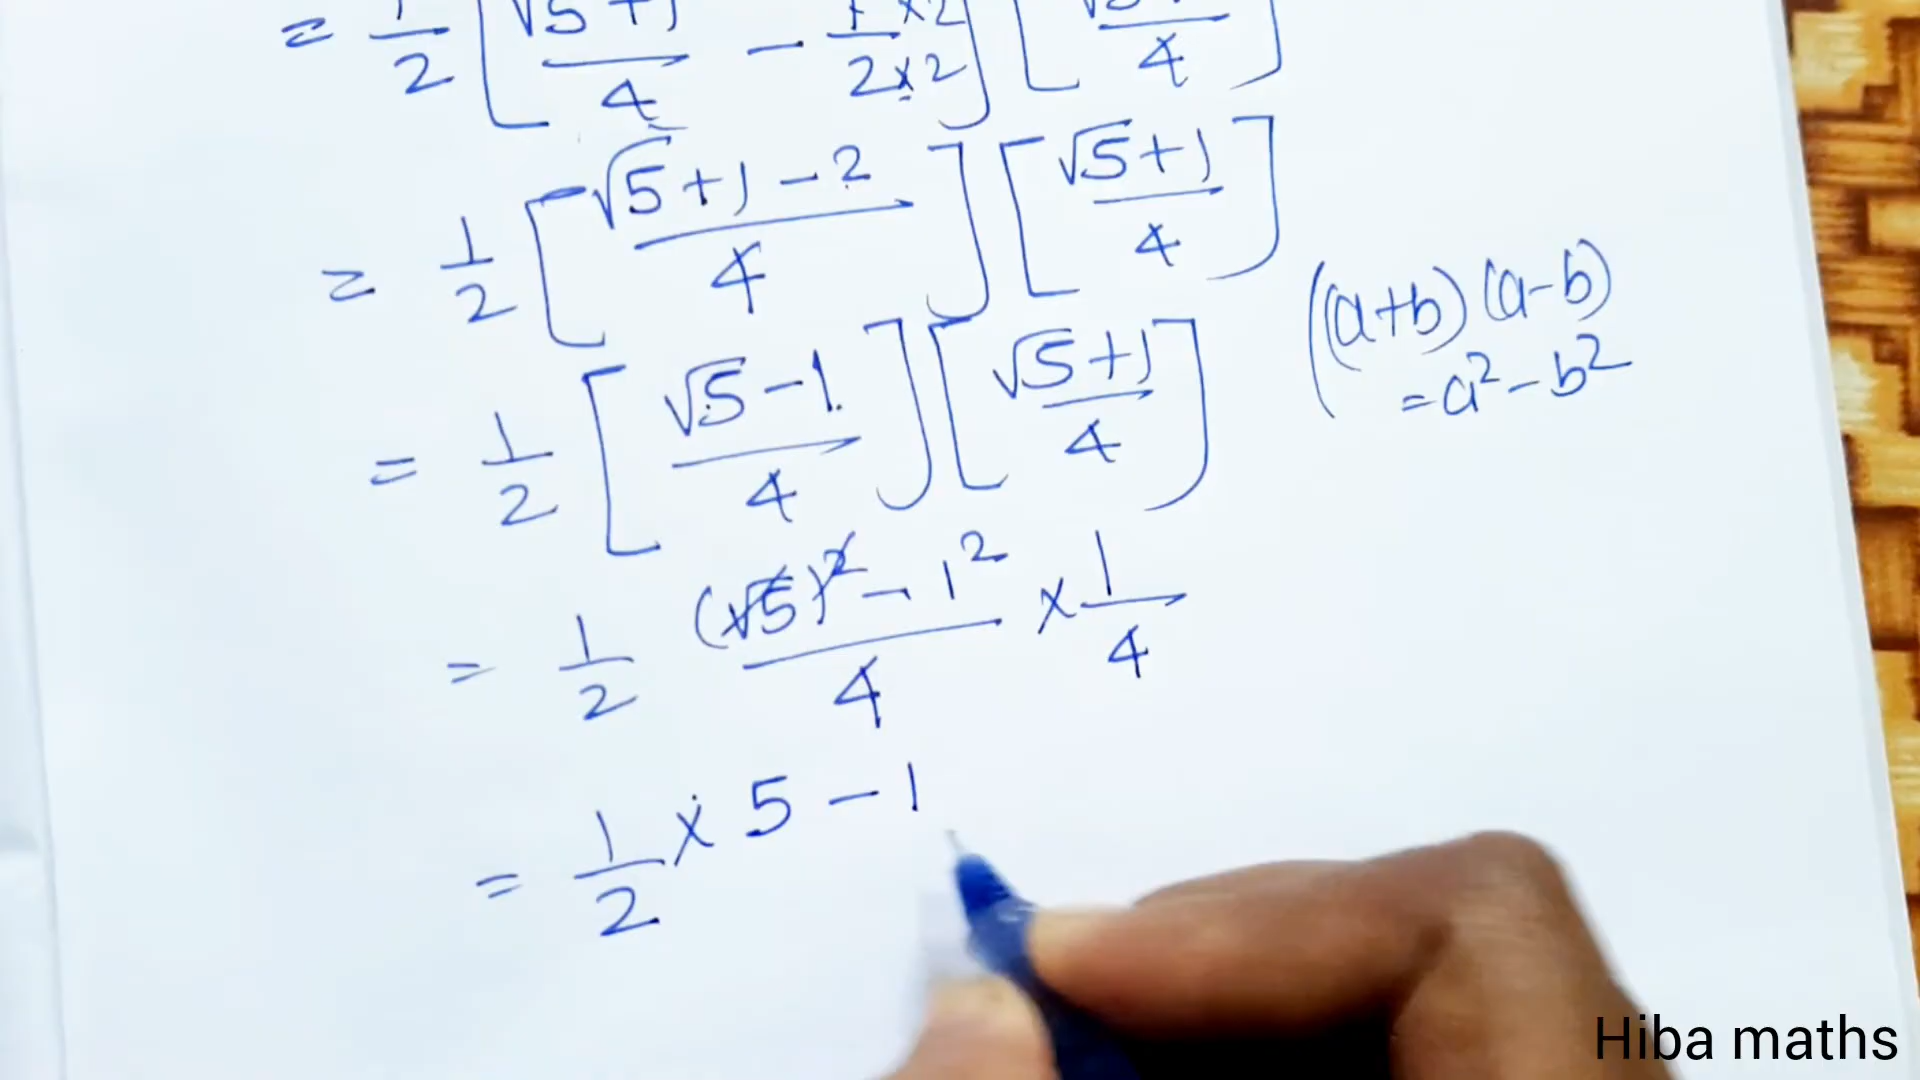 = 1/2 [√5+1/4 - 1×2/2×2] [√5+1/4]
= 1/2 [√5+1-2/4] [√5+1/4]
= 1/2 [√5-1/4] [√5+1/4]
((a+b)(a-b)
= a² - b²
= 1/2 (√5)² - 1²/4 × 1/4
= 1/2 × 5 - 1
Hiba maths